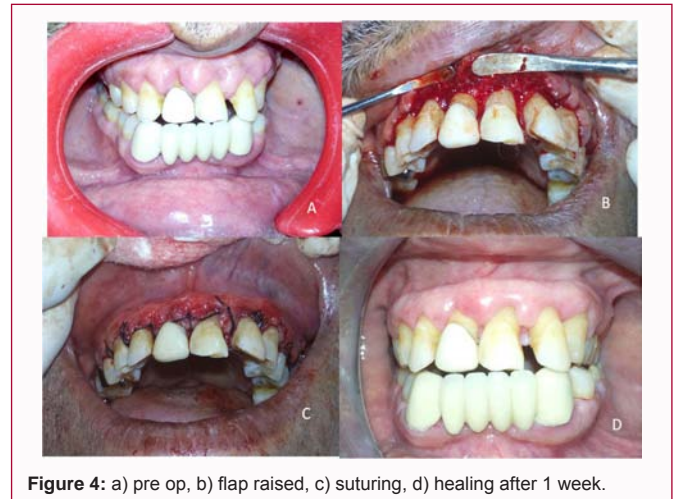 A
B
C
D
Figure 4: a) pre op, b) flap raised, c) suturing, d) healing after 1 week.